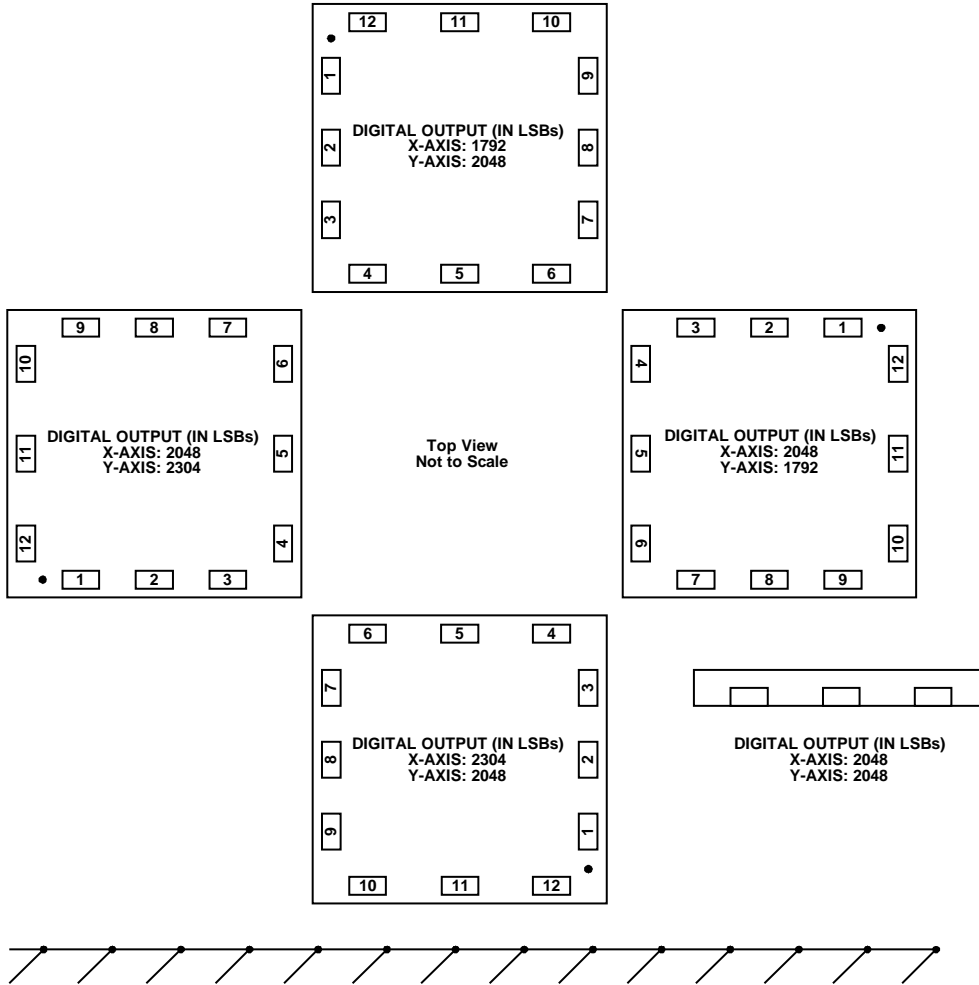 12 11 10
1
9
DIGITAL OUTPUT (IN LSBs)
X-AXIS: 1792
Y-AXIS: 2048
2
8
3
7
4 5 6
9 8 7
10
6
DIGITAL OUTPUT (IN LSBs)
X-AXIS: 2048
Y-AXIS: 2304
11
5
12
4
1 2 3
Top View
Not to Scale
3 2 1
4
12
DIGITAL OUTPUT (IN LSBs)
X-AXIS: 2048
Y-AXIS: 1792
5
11
6
10
7 8 9
6 5 4
7
3
DIGITAL OUTPUT (IN LSBs)
X-AXIS: 2304
Y-AXIS: 2048
8
2
9
1
10 11 12
DIGITAL OUTPUT (IN LSBs)
X-AXIS: 2048
Y-AXIS: 2048